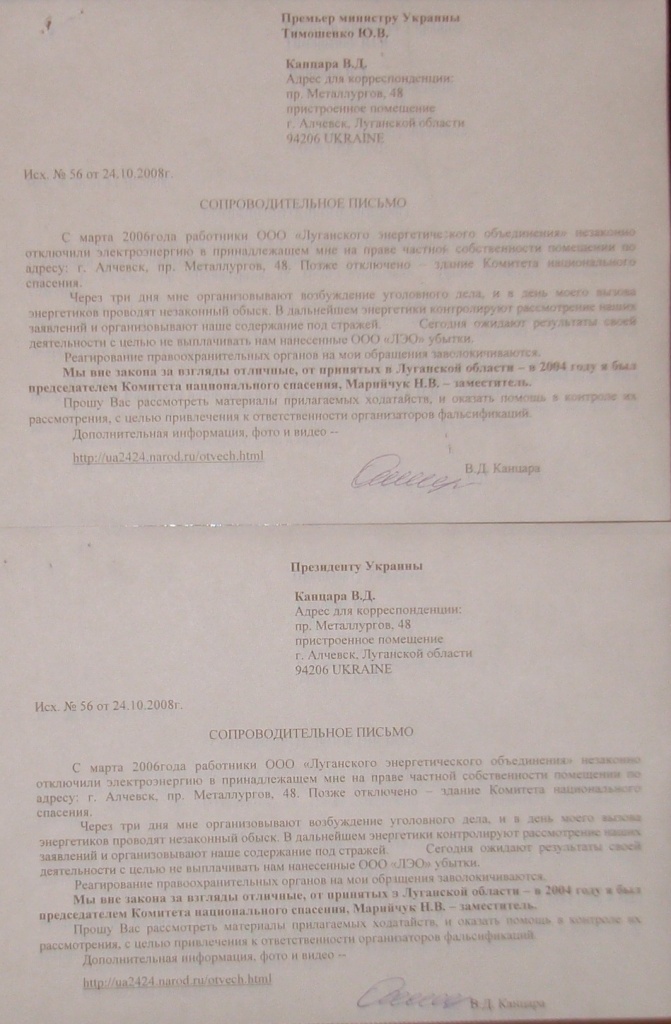 Премьер министру Украины
Тимошенко Ю.В.
Канцара В.Д.
Адрес для корреспонденции:
пр. Металлургов, 48
пристроенное помещение
г. Алчевск, Луганской области
94206 UKRAINE
Исх. № 56 от 24.10.2008г.
СОПРОВОДИТЕЛЬНОЕ ПИСЬМО
С марта 2006года работники ООО «Луганского энергетического объединения» незаконно
отключили электроэнергию в принадлежащем мне на праве частной собственности помещении по
адресу: г. Алчевск, пр. Металлургов, 48. Позже отключено – здание Комитета национального
спасения.
Через три дня мне организовывают возбуждение уголовного дела, и в день моего вызова
энергетиков проводят незаконный обыск. В дальнейшем энергетики контролируют рассмотрение наших
заявлений и организовывают наше содержание под стражей. Сегодня ожидают результаты своей
деятельности с целью не выплачивать нам нанесенные ООО «ЛЭО» убытки.
Реагирование правоохранительных органов на мои обращения заволокичиваются.
Мы вне закона за взгляды отличные, от принятых в Луганской области – в 2004 году я был
председателем Комитета национального спасения, Марийчук Н.В. – заместитель.
Прошу Вас рассмотреть материалы прилагаемых ходатайств, и оказать помощь в контроле их
рассмотрения, с целью привлечения к ответственности организаторов фальсификаций.
Дополнительная информация, фото и видео --
http://ua2424.narod.ru/otvech.html
В.Д. Канцара
Президенту Украины
Канцара В.Д.
Адрес для корреспонденции:
пр. Металлургов, 48
пристроенное помещение
г. Алчевск, Луганской области
94206 UKRAINE
Исх. № 56 от 24.10.2008г.
СОПРОВОДИТЕЛЬНОЕ ПИСЬМО
С марта 2006года работники ООО «Луганского энергетического объединения» незаконно
отключили электроэнергию в принадлежащем мне на праве частной собственности помещении по
адресу: г. Алчевск, пр. Металлургов, 48. Позже отключено – здание Комитета национального
спасения.
Через три дня мне организовывают возбуждение уголовного дела, и в день моего вызова
энергетиков проводят незаконный обыск. В дальнейшем энергетики контролируют рассмотрение наших
заявлений и организовывают наше содержание под стражей. Сегодня ожидают результаты своей
деятельности с целью не выплачивать нам нанесенные ООО «ЛЭО» убытки.
Реагирование правоохранительных органов на мои обращения заволокичиваются.
Мы вне закона за взгляды отличные, от принятых в Луганской области – в 2004 году я был
председателем Комитета национального спасения, Марийчук Н.В. – заместитель.
Прошу Вас рассмотреть материалы прилагаемых ходатайств, и оказать помощь в контроле их
рассмотрения, с целью привлечения к ответственности организаторов фальсификаций.
Дополнительная информация, фото и видео --
http://ua2424.narod.ru/otvech.html
В.Д. Канцара